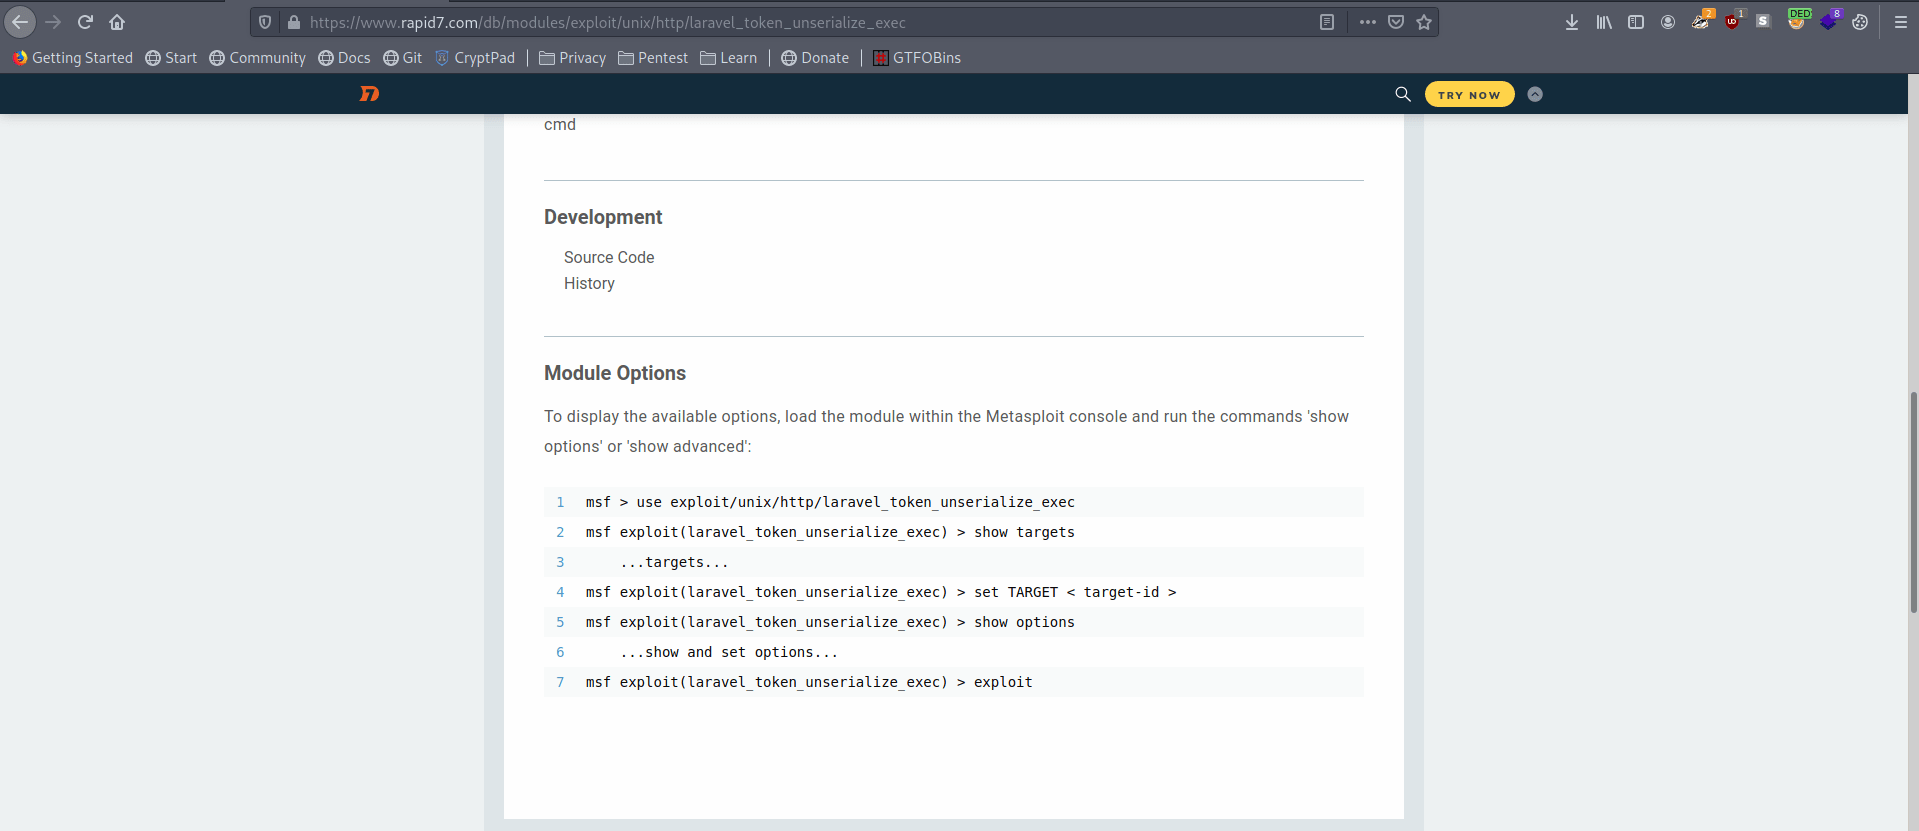 https://www.rapid7.com/db/modules/exploit/unix/http/laravel_token_unserialize_exec
2 1 S DED 8
Getting Started Start Community Docs Git CryptPad Privacy Pentest Learn Donate GTFOBins
TRY NOW
cmd
Development
Source Code
History
Module Options
To display the available options, load the module within the Metasploit console and run the commands 'show
options' or 'show advanced':
1 msf > use exploit/unix/http/laravel_token_unserialize_exec
2 msf exploit(laravel_token_unserialize_exec) > show targets
3 ...targets...
4 msf exploit(laravel_token_unserialize_exec) > set TARGET < target-id >
5 msf exploit(laravel_token_unserialize_exec) > show options
6 ...show and set options...
7 msf exploit(laravel_token_unserialize_exec) > exploit